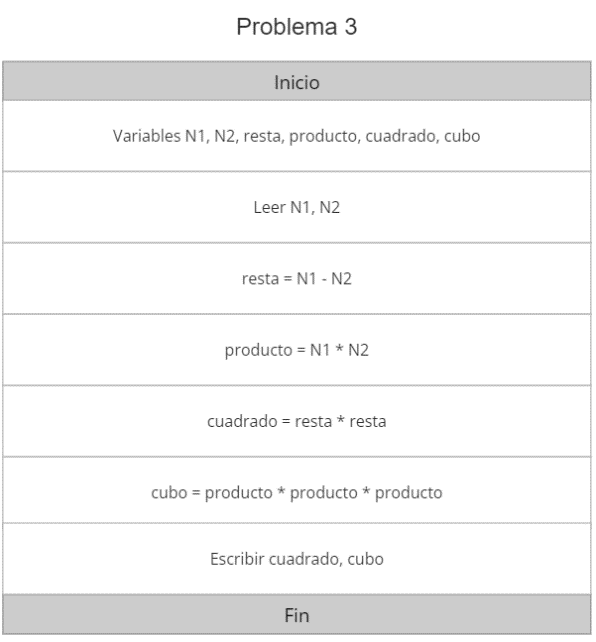 Problema 3
Inicio
Variables N1, N2, resta, producto, cuadrado, cubo
Leer N1, N2
resta = N1 - N2
producto = N1 * N2
cuadrado = resta * resta
cubo = producto * producto * producto
Escribir cuadrado, cubo
Fin